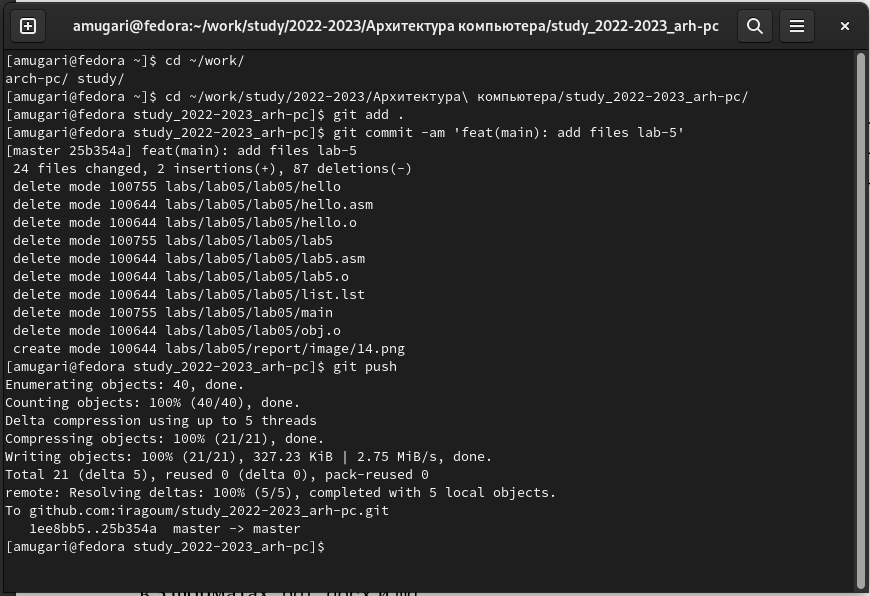 amugari@fedora:~/work/study/2022-2023/Архитектура компьютера/study_2022-2023_arh-pc
[amugari@fedora ~]$ cd ~/work/
arch-pc/ study/
[amugari@fedora ~]$ cd ~/work/study/2022-2023/Архитектура\ компьютера/study_2022-2023_arh-pc/
[amugari@fedora study_2022-2023_arh-pc]$ git add .
[amugari@fedora study_2022-2023_arh-pc]$ git commit -am 'feat(main): add files lab-5'
[master 25b354a] feat(main): add files lab-5
 24 files changed, 2 insertions(+), 87 deletions(-)
 delete mode 100755 labs/lab05/lab05/hello
 delete mode 100644 labs/lab05/lab05/hello.asm
 delete mode 100644 labs/lab05/lab05/hello.o
 delete mode 100755 labs/lab05/lab05/lab5
 delete mode 100644 labs/lab05/lab05/lab5.asm
 delete mode 100644 labs/lab05/lab05/lab5.o
 delete mode 100644 labs/lab05/lab05/list.lst
 delete mode 100755 labs/lab05/lab05/main
 delete mode 100644 labs/lab05/lab05/obj.o
 create mode 100644 labs/lab05/report/image/14.png
[amugari@fedora study_2022-2023_arh-pc]$ git push
Enumerating objects: 40, done.
Counting objects: 100% (40/40), done.
Delta compression using up to 5 threads
Compressing objects: 100% (21/21), done.
Writing objects: 100% (21/21), 327.23 KiB | 2.75 MiB/s, done.
Total 21 (delta 5), reused 0 (delta 0), pack-reused 0
remote: Resolving deltas: 100% (5/5), completed with 5 local objects.
To github.com:iragoum/study_2022-2023_arh-pc.git
   1ee8bb5..25b354a  master -> master
[amugari@fedora study_2022-2023_arh-pc]$